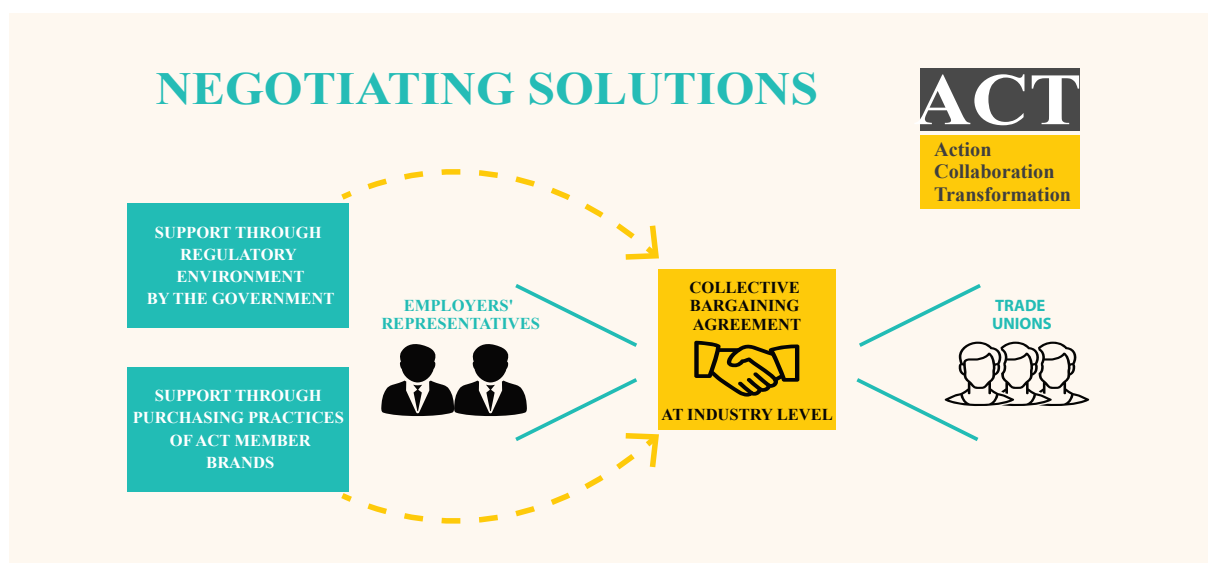 NEGOTIATING SOLUTIONS
ACT
Action
Collaboration
Transformation
SUPPORT THROUGH
REGULATORY
ENVIRONMENT
BY THE GOVERNMENT
SUPPORT THROUGH
PURCHASING PRACTICES
OF ACT MEMBER
BRANDS
EMPLOYERS'
REPRESENTATIVES
COLLECTIVE
BARGAINING
AGREEMENT
AT INDUSTRY LEVEL
TRADE
UNIONS